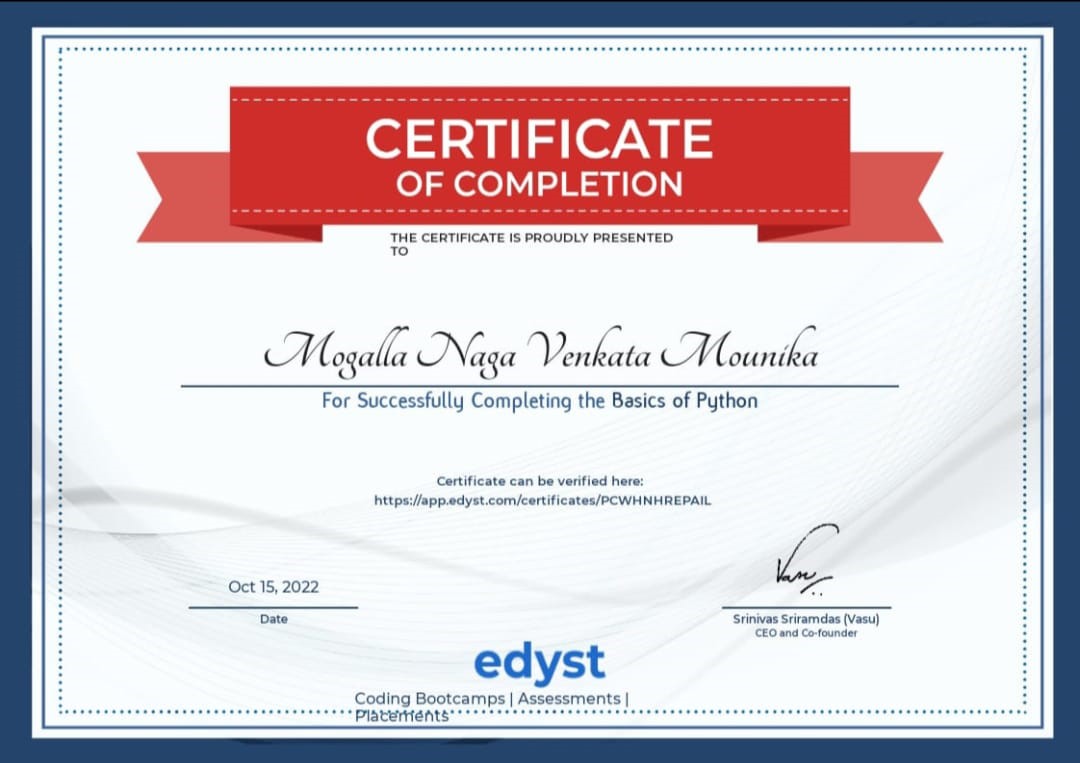 CERTIFICATE
OF COMPLETION
THE CERTIFICATE IS PROUDLY PRESENTED
TO
Mogalla Naga Venkata Mounika
For Successfully Completing the Basics of Python
Certificate can be verified here:
https://app.edyst.com/certificates/PCWHNHREPAIL
Oct 15, 2022
Date
Vasu
Srinivas Sriramdas (Vasu)
CEO and Co-founder
edyst
Coding Bootcamps | Assessments |
Placements